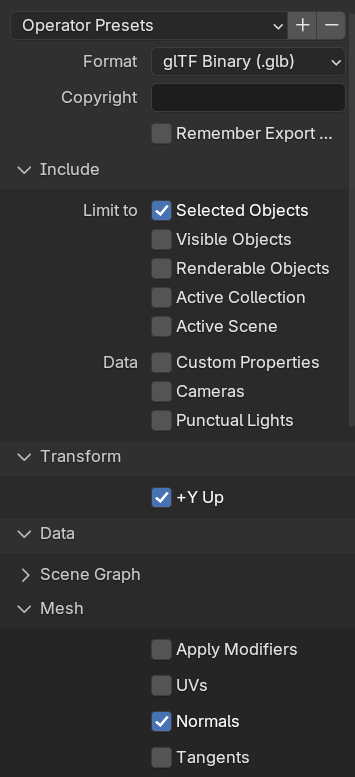 Operator Presets
Format glTF Binary (.glb)
Copyright
Remember Export ...
Include
Limit to Selected Objects
Visible Objects
Renderable Objects
Active Collection
Active Scene
Data Custom Properties
Cameras
Punctual Lights
Transform
+Y Up
Data
Scene Graph
Mesh
Apply Modifiers
UVs
Normals
Tangents